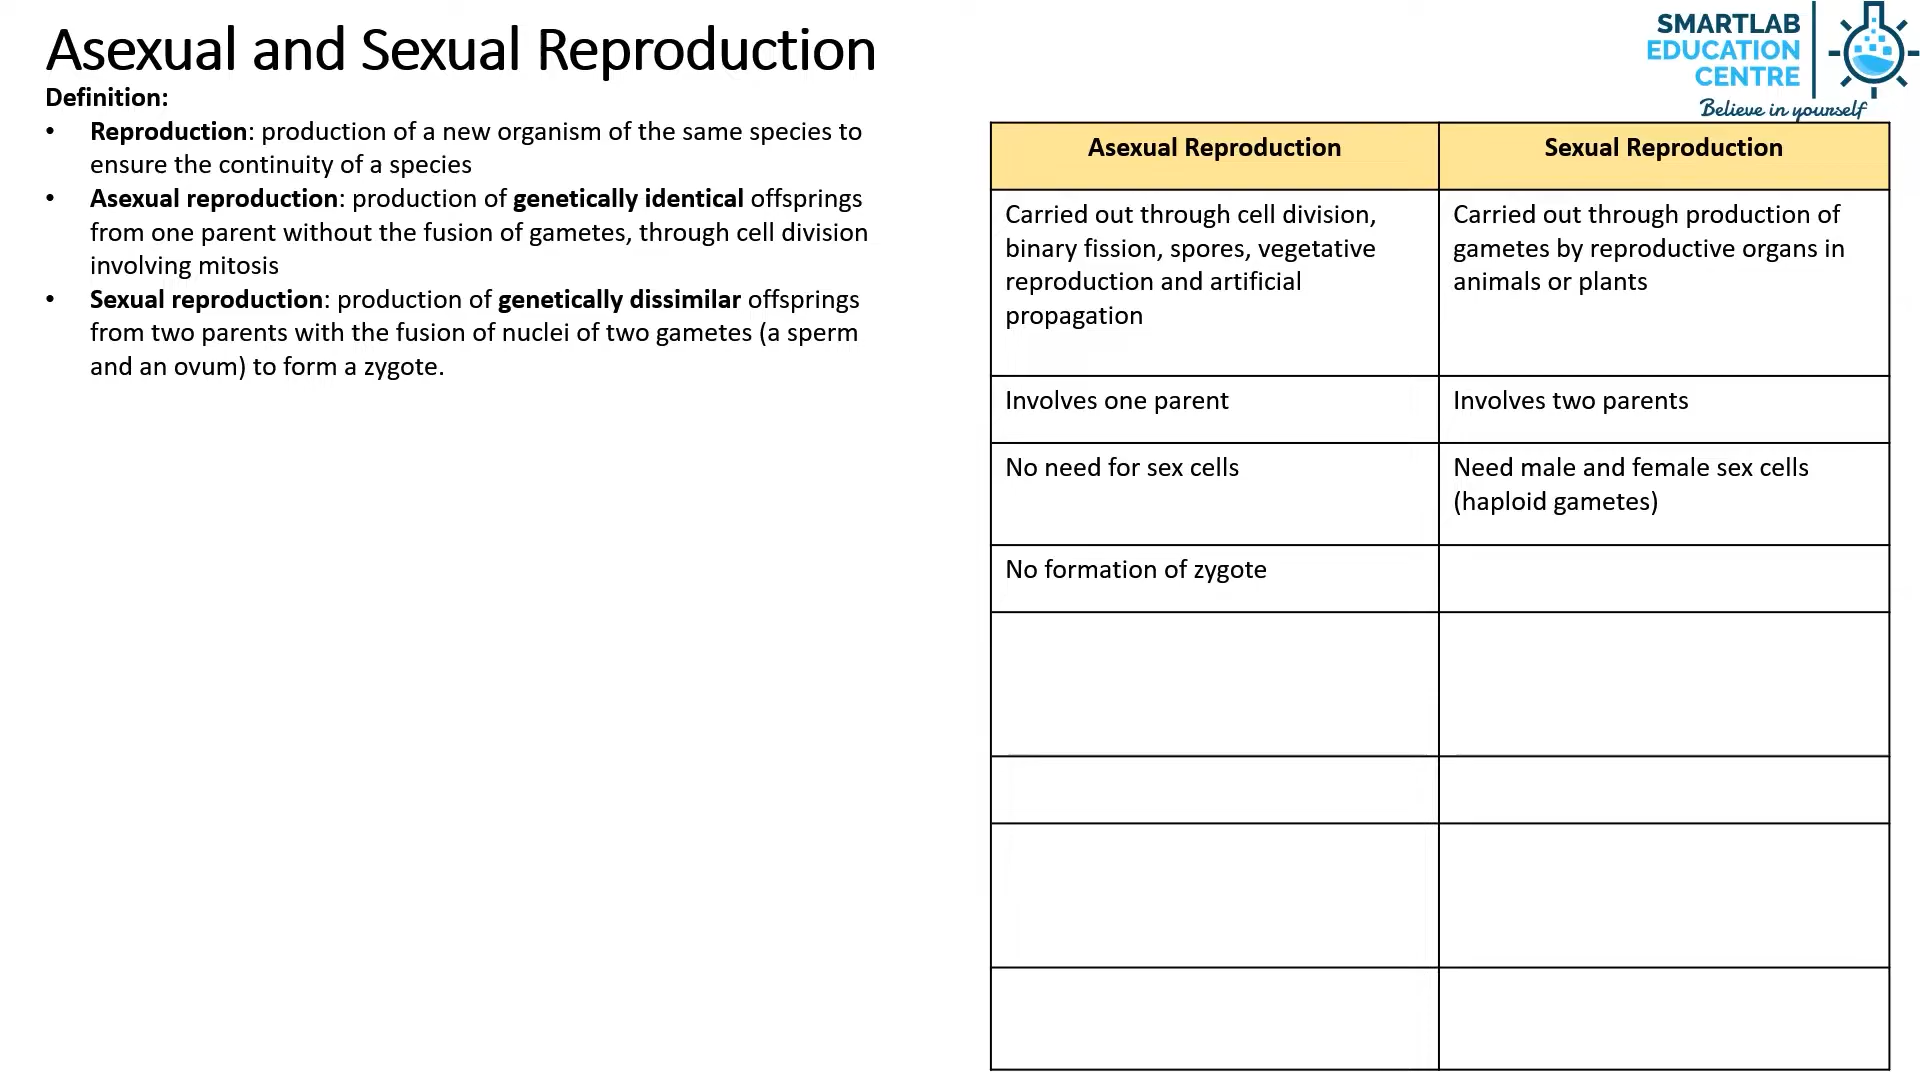 Asexual and Sexual Reproduction
SMARTLAB
EDUCATION
CENTRE
Believe in yourself
Definition:
• Reproduction: production of a new organism of the same species to
ensure the continuity of a species
• Asexual reproduction: production of genetically identical offsprings
from one parent without the fusion of gametes, through cell division
involving mitosis
• Sexual reproduction: production of genetically dissimilar offsprings
from two parents with the fusion of nuclei of two gametes (a sperm
and an ovum) to form a zygote.
Asexual Reproduction
Sexual Reproduction
Carried out through cell division,
binary fission, spores, vegetative
reproduction and artificial
propagation
Carried out through production of
gametes by reproductive organs in
animals or plants
Involves one parent
Involves two parents
No need for sex cells
Need male and female sex cells
(haploid gametes)
No formation of zygote